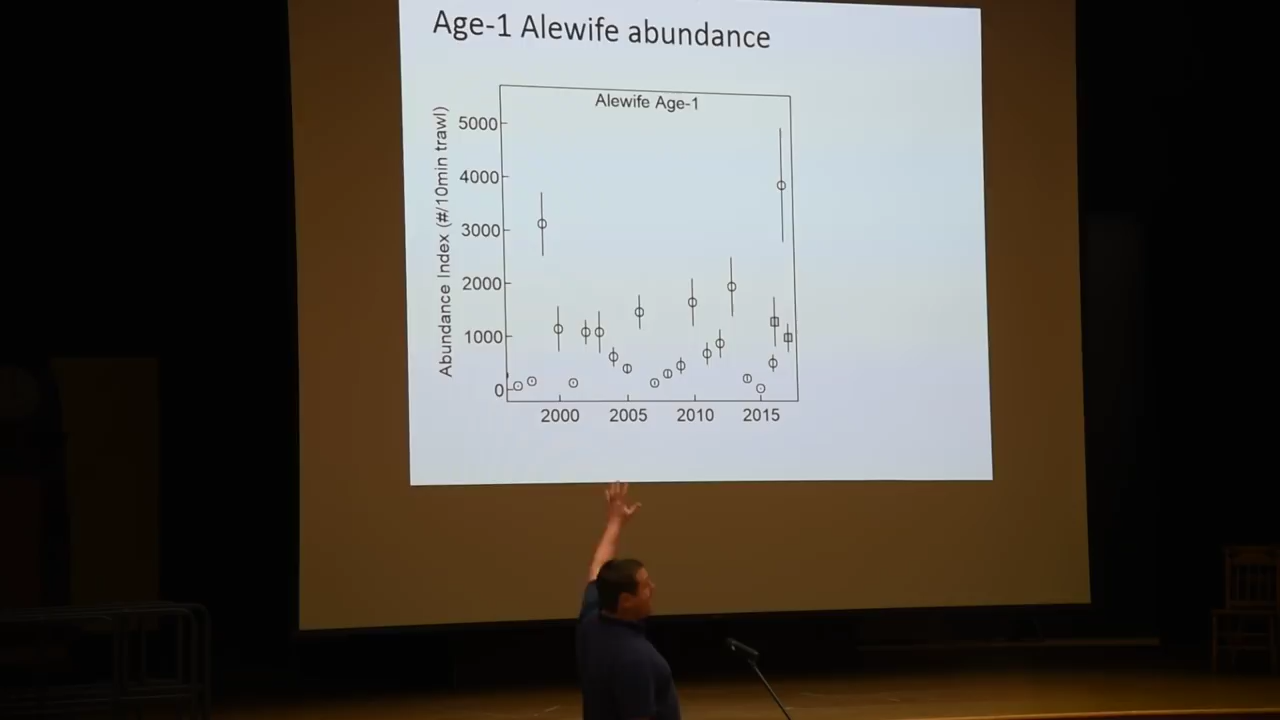 Age-1 Alewife abundance
Alewife Age-1
Abundance Index (#/10min trawl)
5000
4000
3000
2000
1000
0
2000 2005 2010 2015